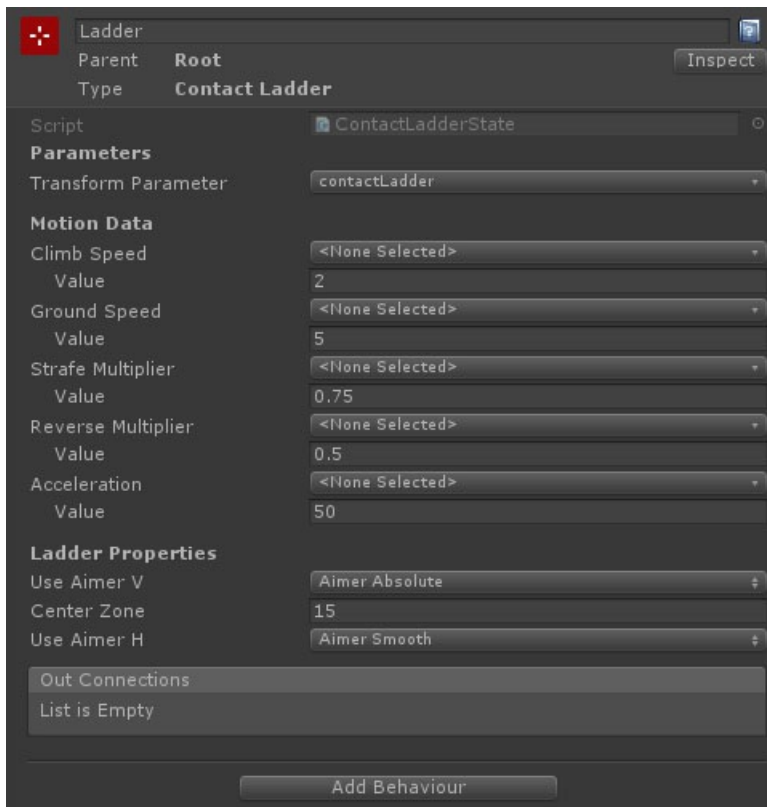 Ladder
Parent Root Inspect
Type Contact Ladder
Script ContactLadderState
Parameters
Transform Parameter contactLadder
Motion Data
Climb Speed <None Selected>
Value 2
Ground Speed <None Selected>
Value 5
Strafe Multiplier <None Selected>
Value 0.75
Reverse Multiplier <None Selected>
Value 0.5
Acceleration <None Selected>
Value 50
Ladder Properties
Use Aimer V Aimer Absolute
Center Zone 15
Use Aimer H Aimer Smooth
Out Connections
List is Empty
Add Behaviour